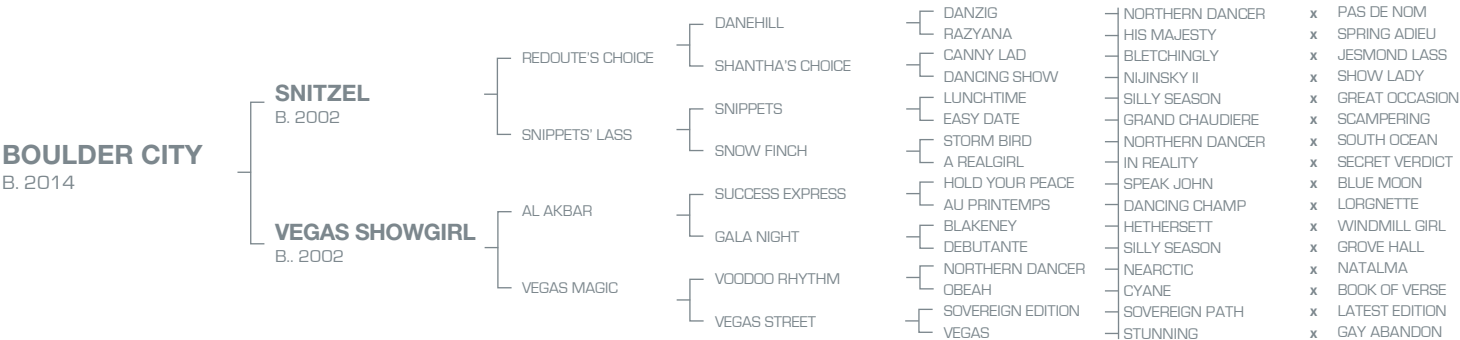 BOULDER CITY
B. 2014
SNITZEL
B. 2002
VEGAS SHOWGIRL
B.. 2002
REDOUTE'S CHOICE
SNIPPETS' LASS
AL AKBAR
VEGAS MAGIC
DANEHILL
SHANTHA'S CHOICE
SNIPPETS
SNOW FINCH
SUCCESS EXPRESS
GALA NIGHT
VOODOO RHYTHM
VEGAS STREET
DANZIG
RAZYANA
CANNY LAD
DANCING SHOW
LUNCHTIME
EASY DATE
STORM BIRD
A REALGIRL
HOLD YOUR PEACE
AU PRINTEMPS
BLAKENEY
DEBUTANTE
NORTHERN DANCER
OBEAH
SOVEREIGN EDITION
VEGAS
NORTHERN DANCER x PAS DE NOM
HIS MAJESTY x SPRING ADIEU
BLETCHINGLY x JESMOND LASS
NIJINSKY II x SHOW LADY
SILLY SEASON x GREAT OCCASION
GRAND CHAUDIERE x SCAMPERING
NORTHERN DANCER x SOUTH OCEAN
IN REALITY x SECRET VERDICT
SPEAK JOHN x BLUE MOON
DANCING CHAMP x LORGNETTE
HETHERSETT x WINDMILL GIRL
SILLY SEASON x GROVE HALL
NEARCTIC x NATALMA
CYANE x BOOK OF VERSE
SOVEREIGN PATH x LATEST EDITION
STUNNING x GAY ABANDON